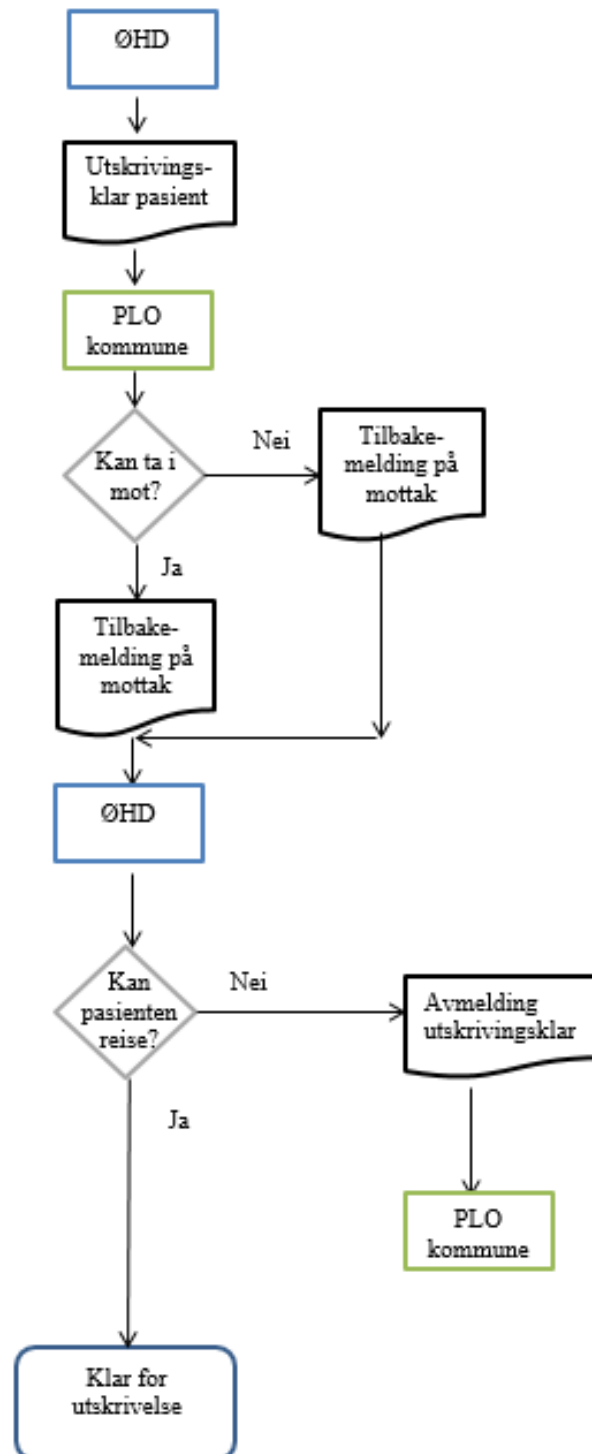 ØHD
Utskrivings-
klar pasient
PLO
kommune
Kan ta i
mot?
Nei
Tilbake-
melding på
mottak
Ja
Tilbake-
melding på
mottak
ØHD
Kan
pasienten
reise?
Nei
Avmelding
utskrivingsklar
Ja
PLO
kommune
Klar for
utskrivelse